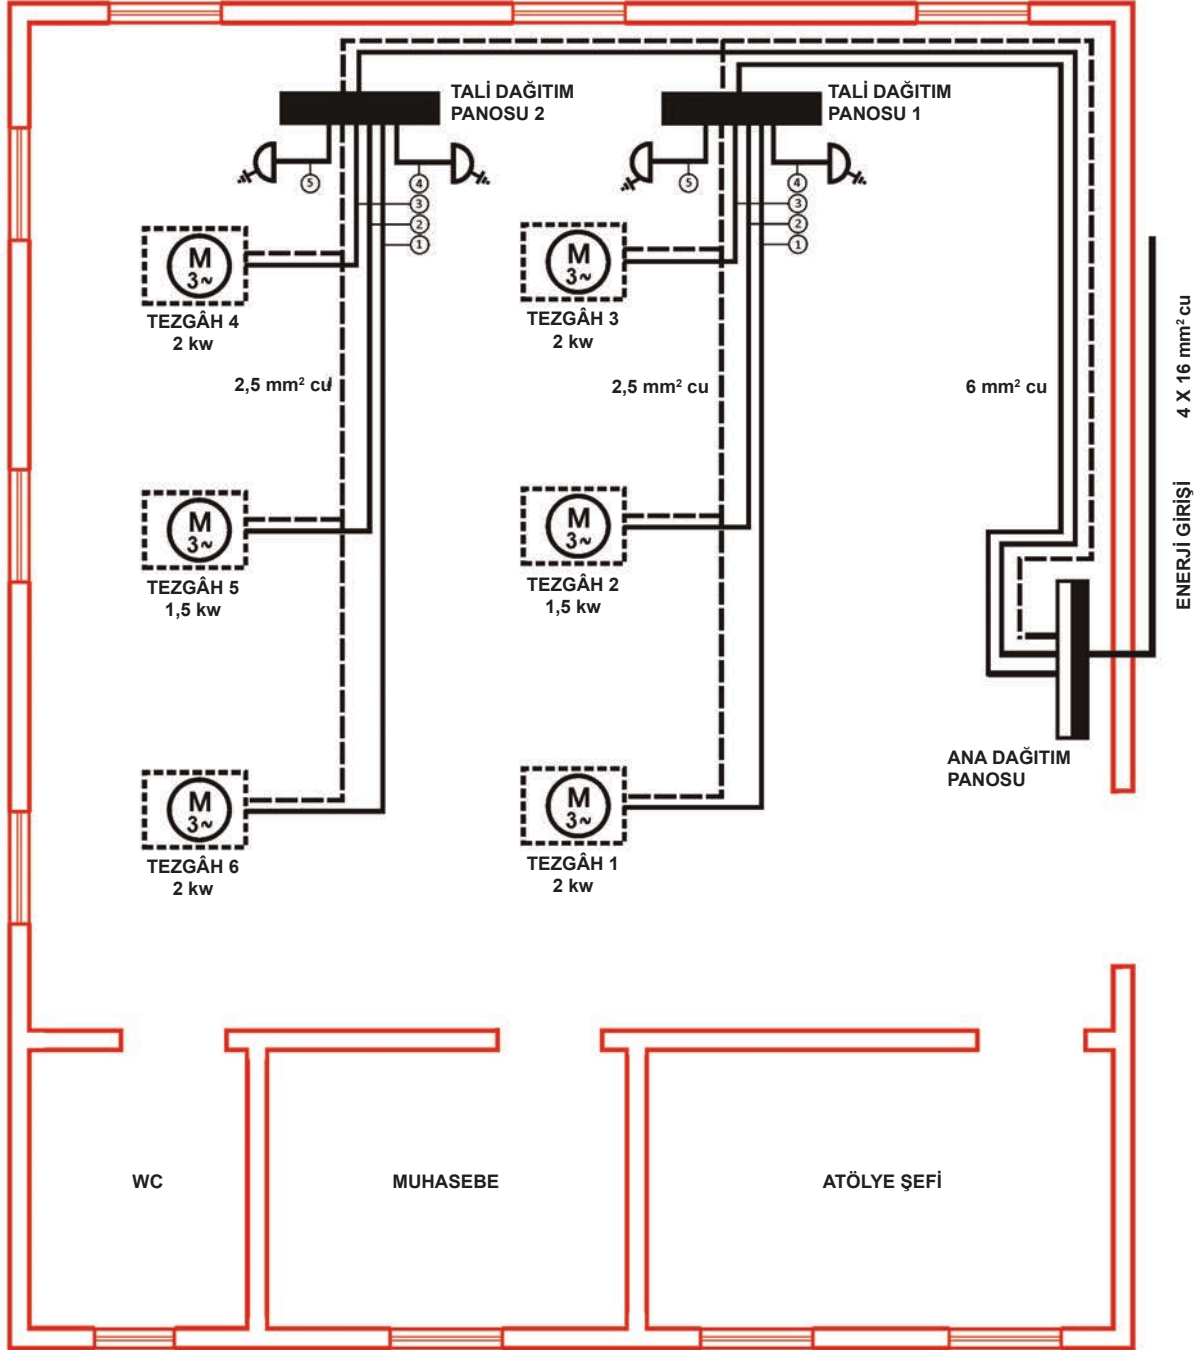 TALİ DAĞITIM
PANOSU 2
TALİ DAĞITIM
PANOSU 1
5
4
3
2
1
5
4
3
2
1
M
3~
TEZGÂH 4
2 kw
M
3~
TEZGÂH 3
2 kw
2,5 mm² cu
2,5 mm² cu
6 mm² cu
ENERJİ GİRİŞİ 4 X 16 mm² cu
M
3~
TEZGÂH 5
1,5 kw
M
3~
TEZGÂH 2
1,5 kw
ANA DAĞITIM
PANOSU
M
3~
TEZGÂH 6
2 kw
M
3~
TEZGÂH 1
2 kw
WC
MUHASEBE
ATÖLYE ŞEFİ